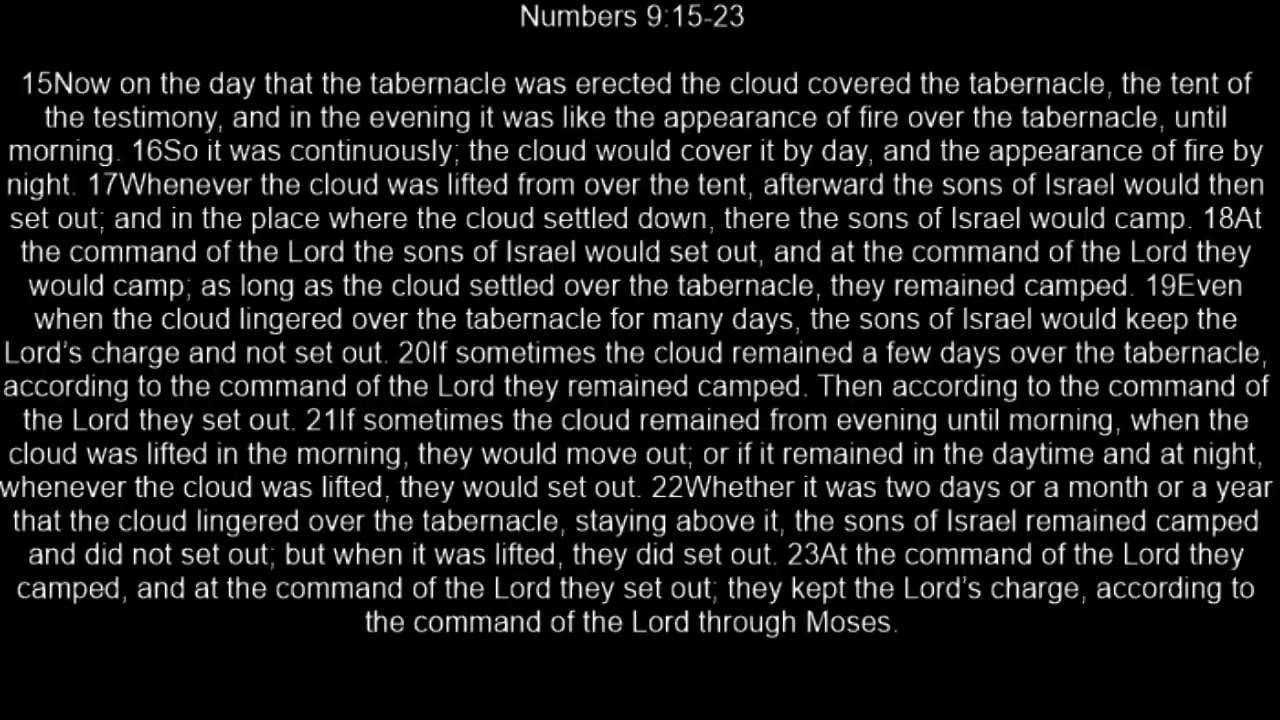 Numbers 9:15-23
15Now on the day that the tabernacle was erected the cloud covered the tabernacle, the tent of
the testimony, and in the evening it was like the appearance of fire over the tabernacle, until
morning. 16So it was continuously; the cloud would cover it by day, and the appearance of fire by
night. 17Whenever the cloud was lifted from over the tent, afterward the sons of Israel would then
set out; and in the place where the cloud settled down, there the sons of Israel would camp. 18At
the command of the Lord the sons of Israel would set out, and at the command of the Lord they
would camp; as long as the cloud settled over the tabernacle, they remained camped. 19Even
when the cloud lingered over the tabernacle for many days, the sons of Israel would keep the
Lord's charge and not set out. 20If sometimes the cloud remained a few days over the tabernacle,
according to the command of the Lord they remained camped. Then according to the command of
the Lord they set out. 21If sometimes the cloud remained from evening until morning, when the
cloud was lifted in the morning, they would move out; or if it remained in the daytime and at night,
whenever the cloud was lifted, they would set out. 22Whether it was two days or a month or a year
that the cloud lingered over the tabernacle, staying above it, the sons of Israel remained camped
and did not set out; but when it was lifted, they did set out. 23At the command of the Lord they
camped, and at the command of the Lord they set out; they kept the Lord's charge, according to
the command of the Lord through Moses.